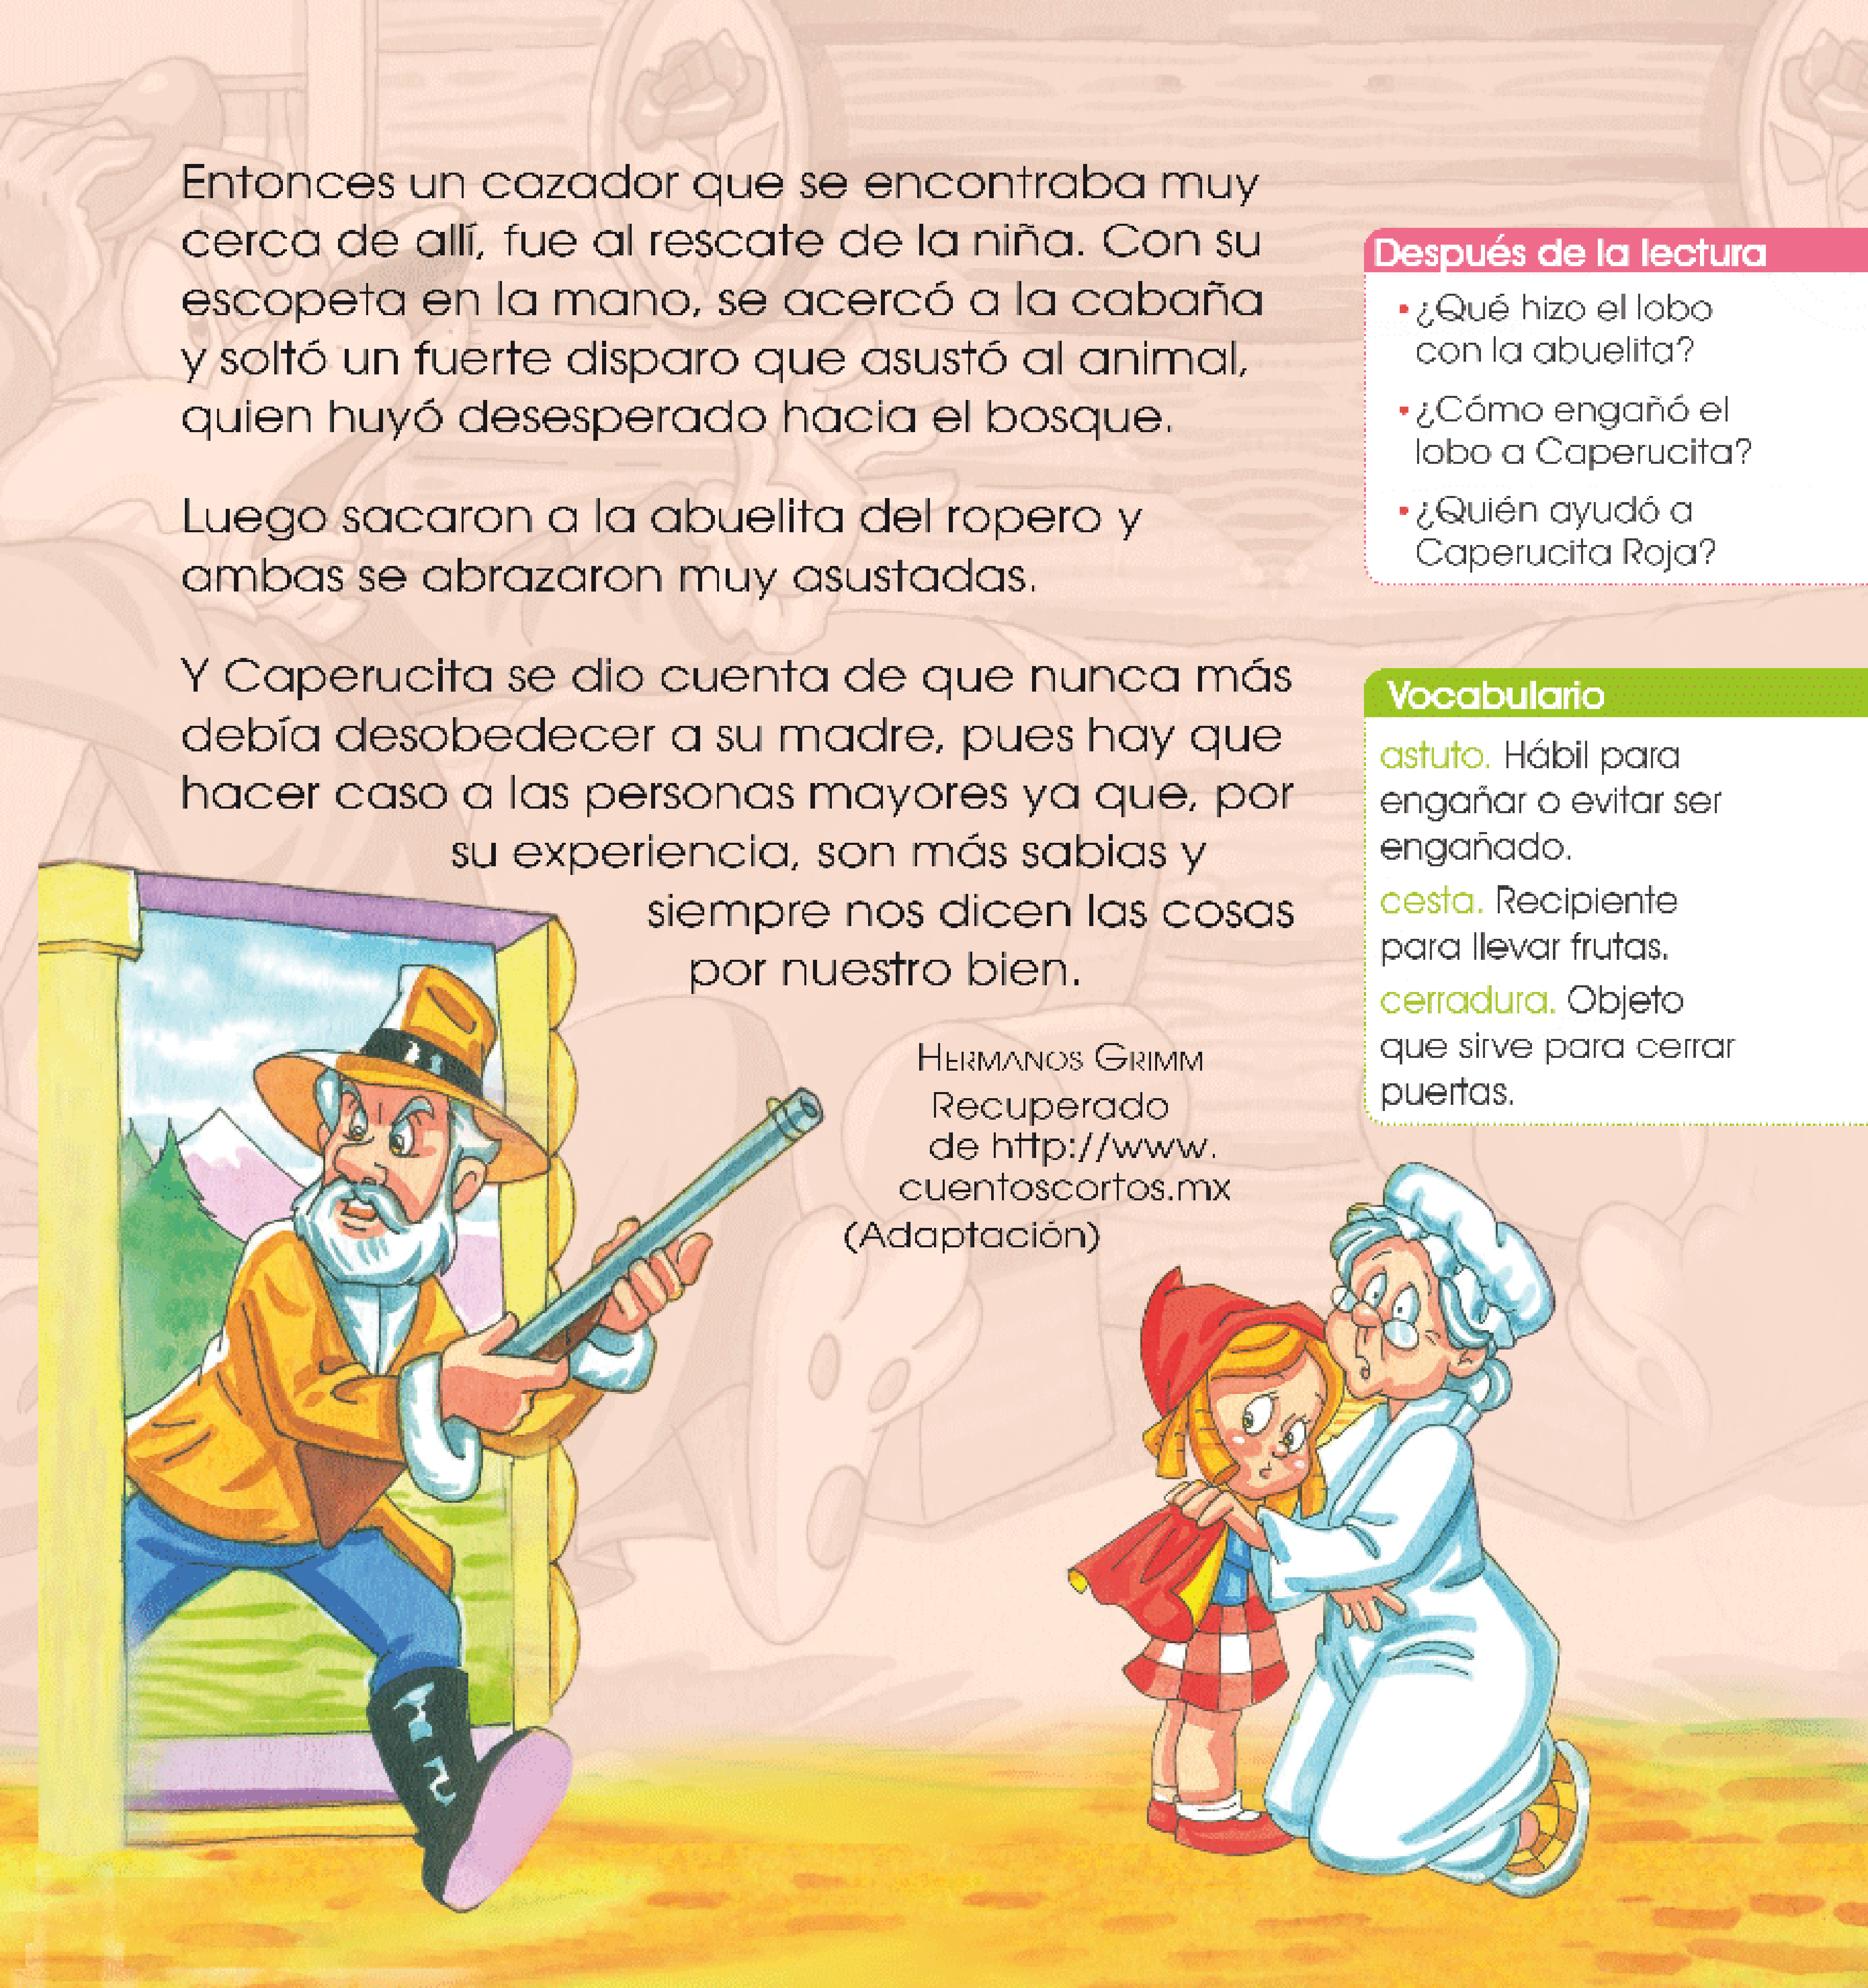 Entonces un cazador que se encontraba muy
cerca de allí, fue al rescate de la niña. Con su
escopeta en la mano, se acercó a la cabaña
y soltó un fuerte disparo que asustó al animal,
quien huyó desesperado hacia el bosque.
Luego sacaron a la abuelita del ropero y
ambas se abrazaron muy asustadas.
Y Caperucita se dio cuenta de que nunca más
debía desobedecer a su madre, pues hay que
hacer caso a las personas mayores ya que, por
su experiencia, son más sabias y
siempre nos dicen las cosas
por nuestro bien.
HERMANOS GRIMM
Recuperado
de http://www.
cuentoscortos.mx
(Adaptación)
Después de la lectura
• ¿Qué hizo el lobo
con la abuelita?
• ¿Cómo engañó el
lobo a Caperucita?
• ¿Quién ayudó a
Caperucita Roja?
Vocabulario
astuto. Hábil para
engañar o evitar ser
engañado.
cesta. Recipiente
para llevar frutas.
cerradura. Objeto
que sirve para cerrar
puertas.